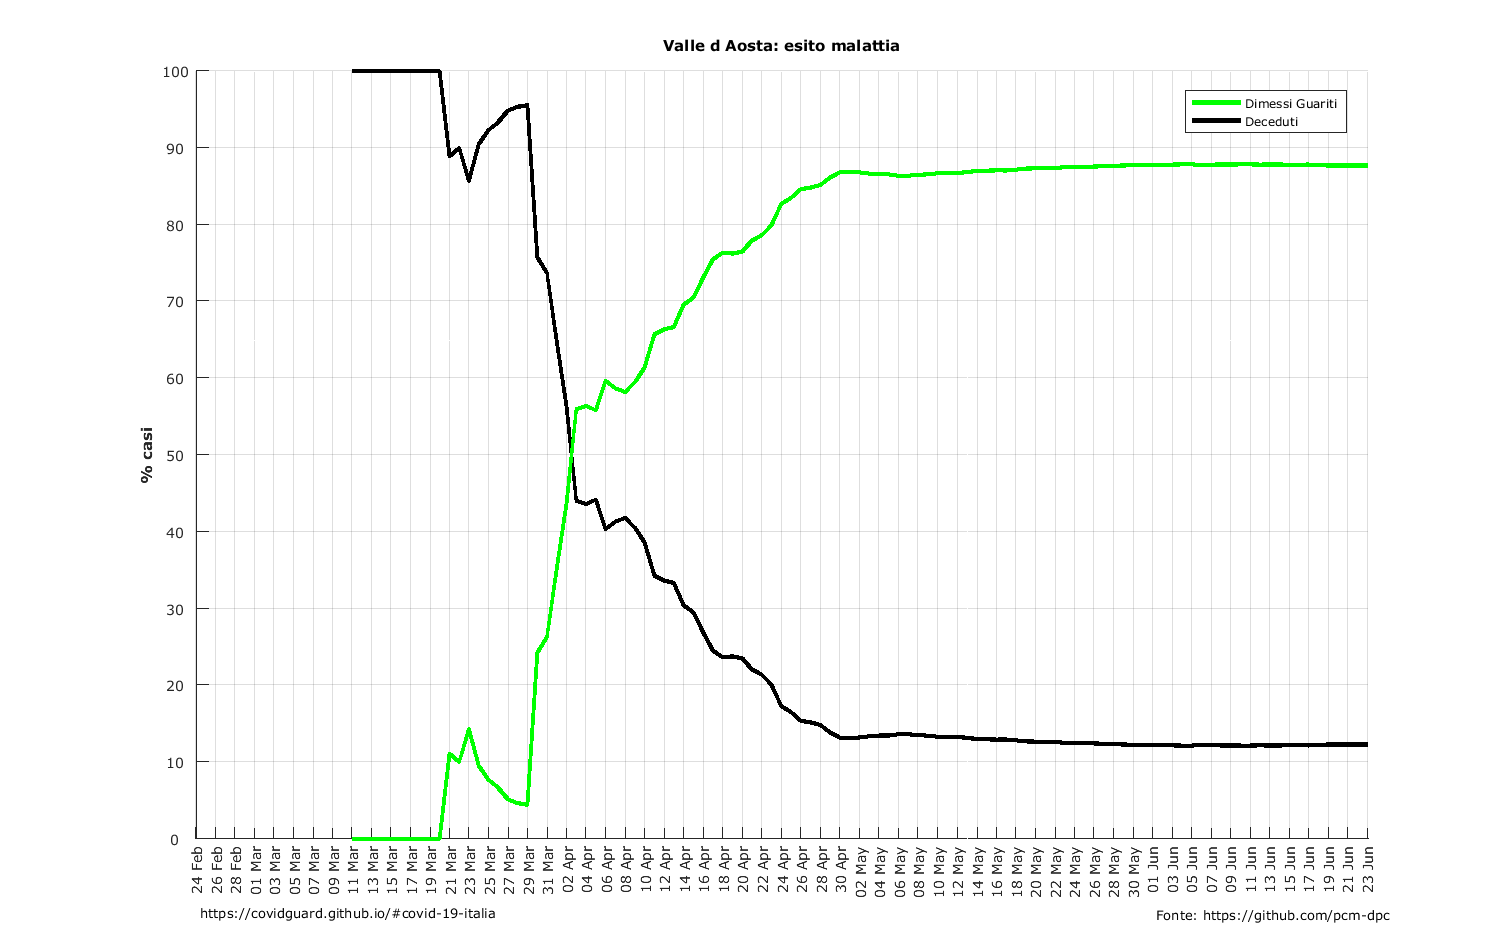 Valle d Aosta: esito malattia
Dimessi Guariti
Deceduti
% casi
100
90
80
70
60
50
40
30
20
10
0
24 Feb
26 Feb
28 Feb
01 Mar
03 Mar
05 Mar
07 Mar
09 Mar
11 Mar
13 Mar
15 Mar
17 Mar
19 Mar
21 Mar
23 Mar
25 Mar
27 Mar
29 Mar
31 Mar
02 Apr
04 Apr
06 Apr
08 Apr
10 Apr
12 Apr
14 Apr
16 Apr
18 Apr
20 Apr
22 Apr
24 Apr
26 Apr
28 Apr
30 Apr
02 May
04 May
06 May
08 May
10 May
12 May
14 May
16 May
18 May
20 May
22 May
24 May
26 May
28 May
30 May
01 Jun
03 Jun
05 Jun
07 Jun
09 Jun
11 Jun
13 Jun
15 Jun
17 Jun
19 Jun
21 Jun
23 Jun
https://covidguard.github.io/#covid-19-italia
Fonte: https://github.com/pcm-dpc